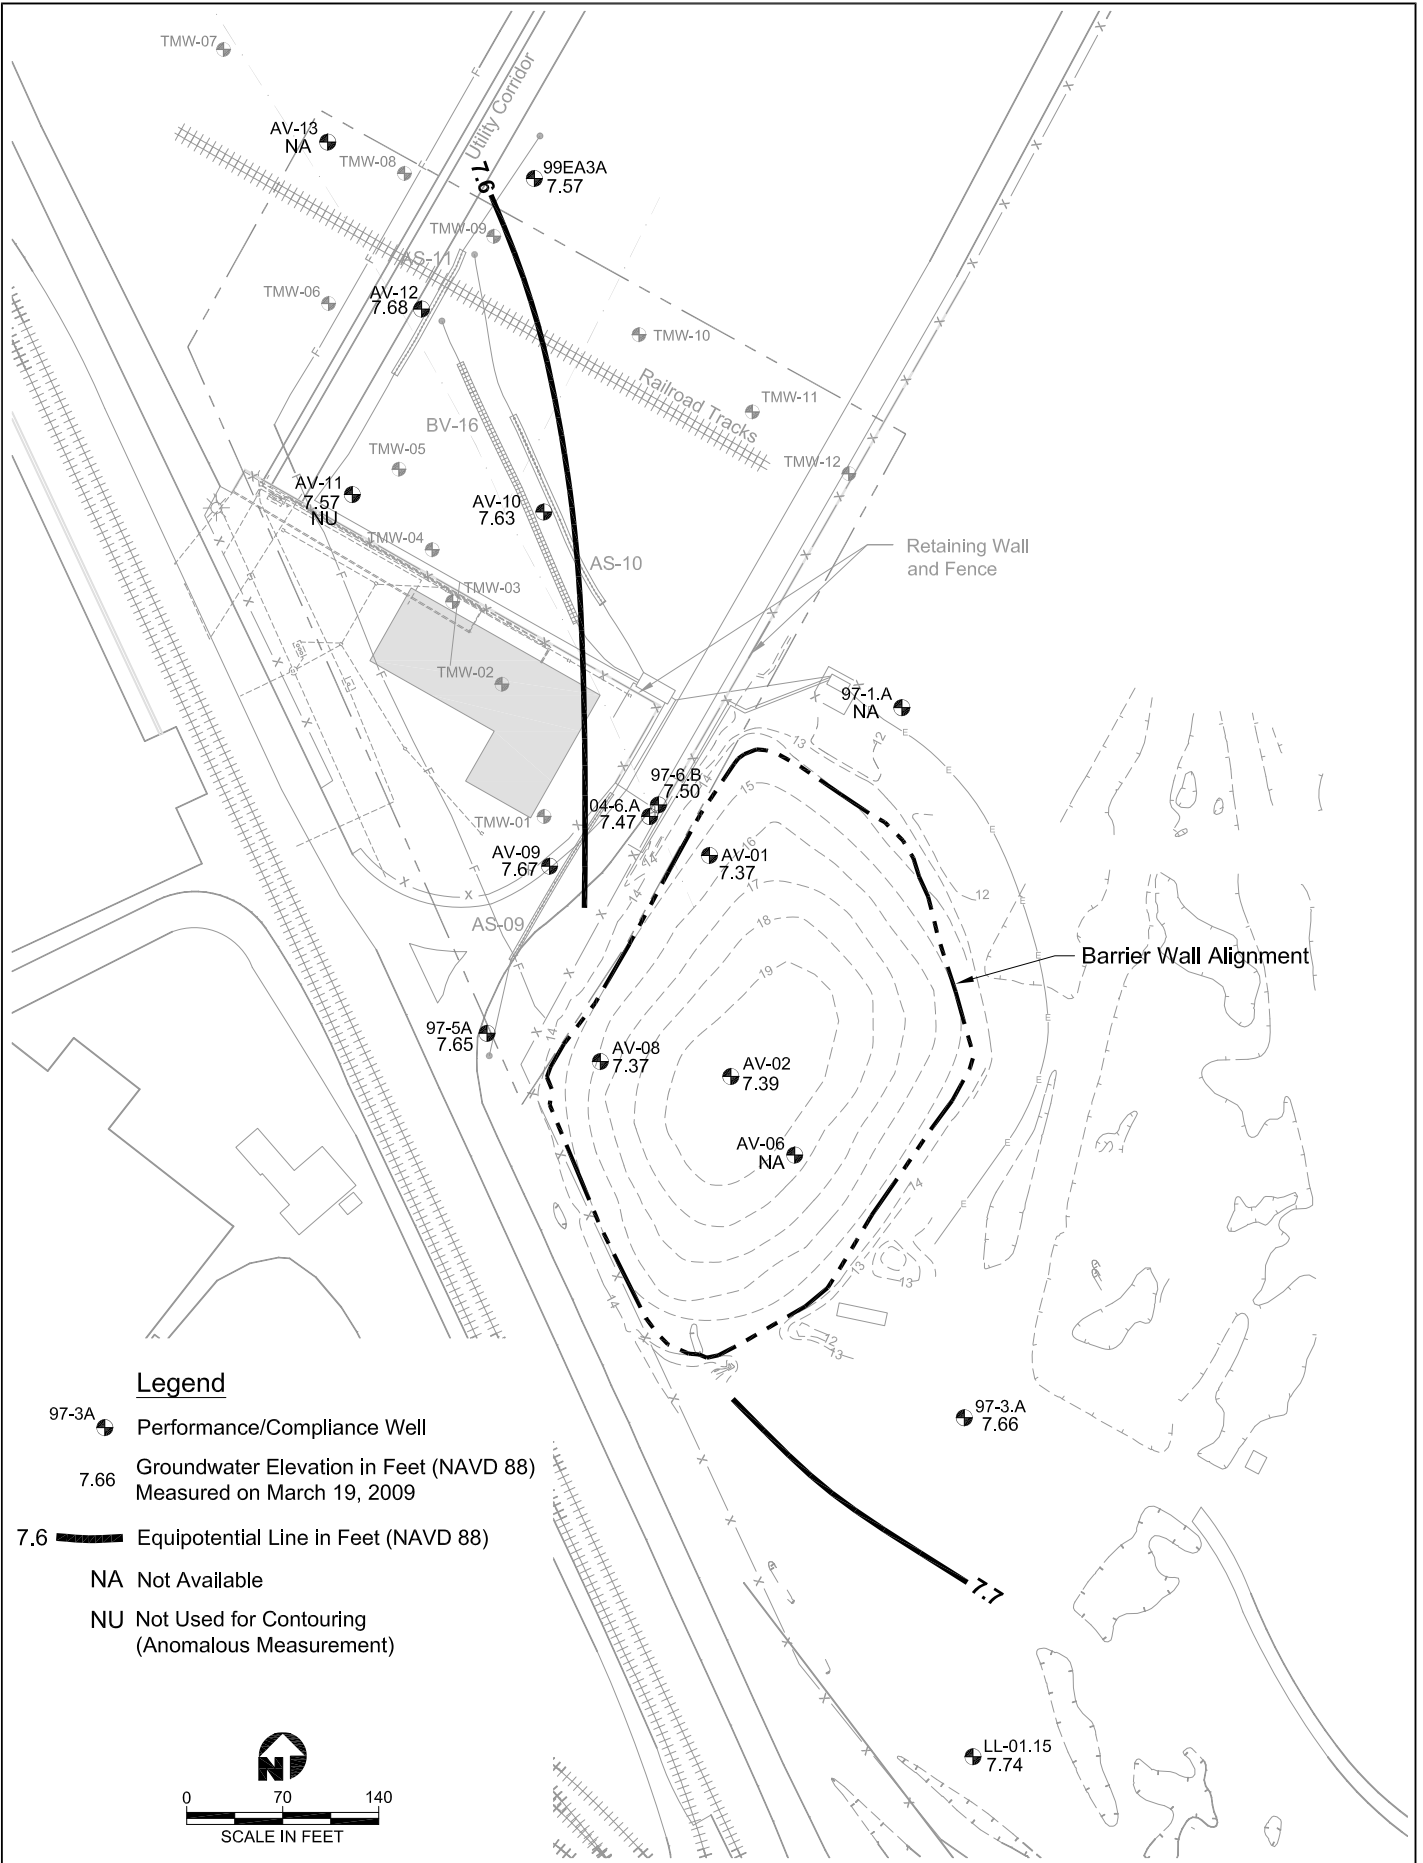 TMW-07
Utility Corridor
AV-13
NA
TMW-08
99EA3A
7.57
7.6
TMW-09
AS-11
TMW-06
AV-12
7.68
TMW-10
Railroad Tracks
TMW-11
BV-16
TMW-05
TMW-12
AV-11
7.57
NU
AV-10
7.63
TMW-04
AS-10
Retaining Wall
and Fence
TMW-03
TMW-02
97-1.A
NA
97-6.B
7.50
04-6.A
7.47
TMW-01
AV-09
7.67
AV-01
7.37
AS-09
12
13
14
15
16
17
18
19
12
14
14
14
Barrier Wall Alignment
97-5A
7.65
AV-08
7.37
AV-02
7.39
AV-06
NA
14
13
13
14
12
13
97-3.A
7.66
7.7
LL-01.15
7.74
Legend
97-3A
Performance/Compliance Well
7.66
Groundwater Elevation in Feet (NAVD 88)
Measured on March 19, 2009
7.6
Equipotential Line in Feet (NAVD 88)
NA Not Available
NU Not Used for Contouring
(Anomalous Measurement)
N
0 70 140
SCALE IN FEET